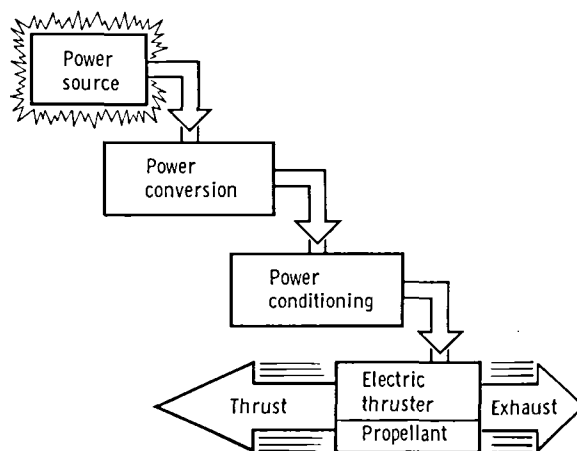 Power
source
Power
conversion
Power
conditioning
Electric
thruster
Thrust
Exhaust
Propellant